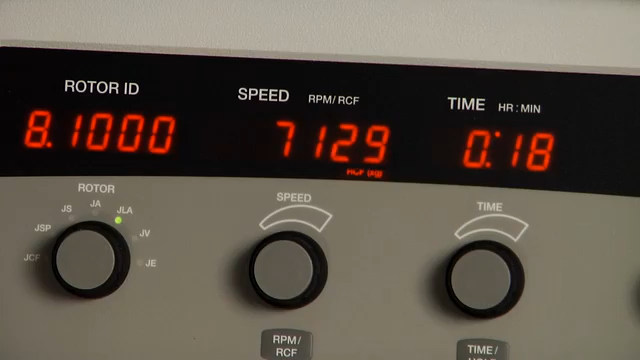 ROTOR ID
SPEED RPM/RCF
TIME HR:MIN
8.1000
7129
0:18
ROTOR
SPEED
TIME
JCF
JSP
JS
JA
JLA
JV
JE
RPM/
RCF
TIME/